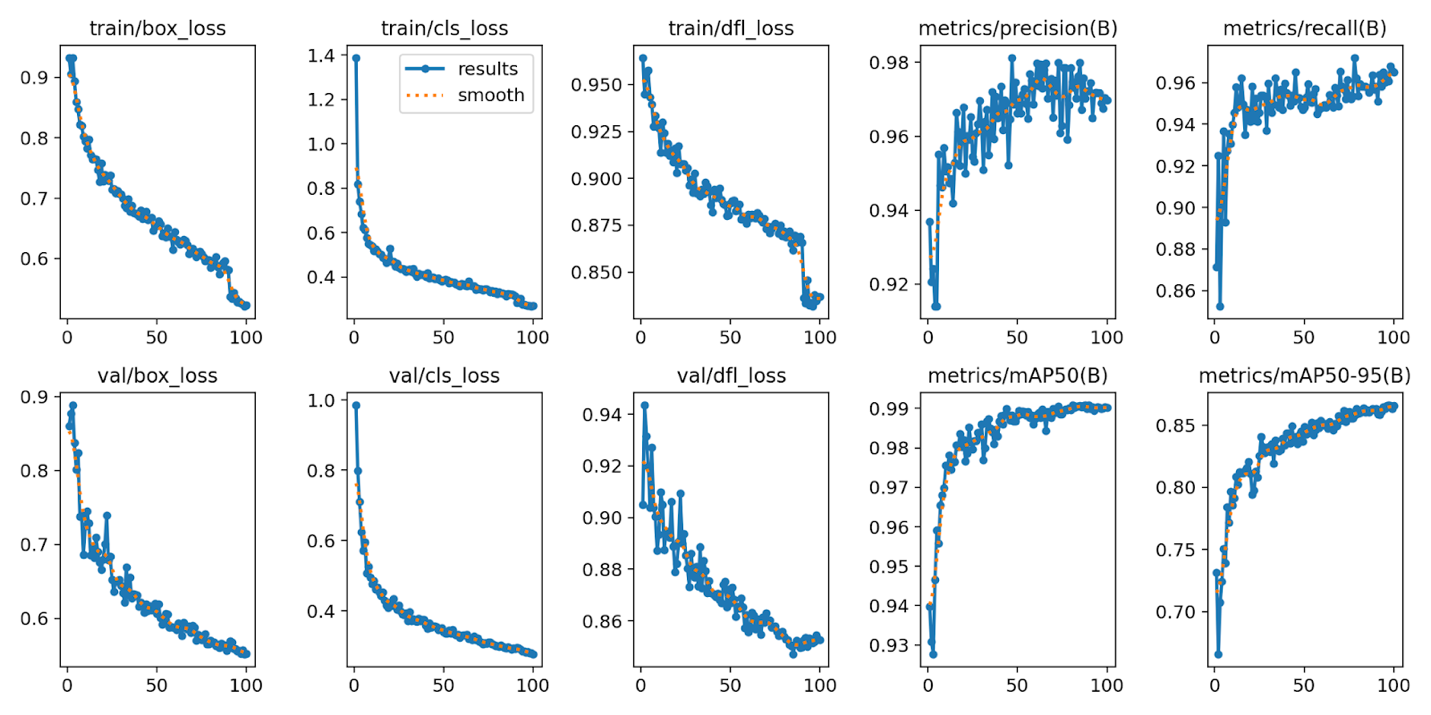 train/box_loss
train/cls_loss
train/dfl_loss
metrics/precision(B)
metrics/recall(B)
0.9
0.8
0.7
0.6
0 50 100
1.4
1.2
1.0
0.8
0.6
0.4
results
smooth
0 50 100
0.950
0.925
0.900
0.875
0.850
0 50 100
0.98
0.96
0.94
0.92
0 50 100
0.96
0.94
0.92
0.90
0.88
0.86
0 50 100
val/box_loss
val/cls_loss
val/dfl_loss
metrics/mAP50(B)
metrics/mAP50-95(B)
0.9
0.8
0.7
0.6
0 50 100
1.0
0.8
0.6
0.4
0 50 100
0.94
0.92
0.90
0.88
0.86
0 50 100
0.99
0.98
0.97
0.96
0.95
0.94
0.93
0 50 100
0.85
0.80
0.75
0.70
0 50 100